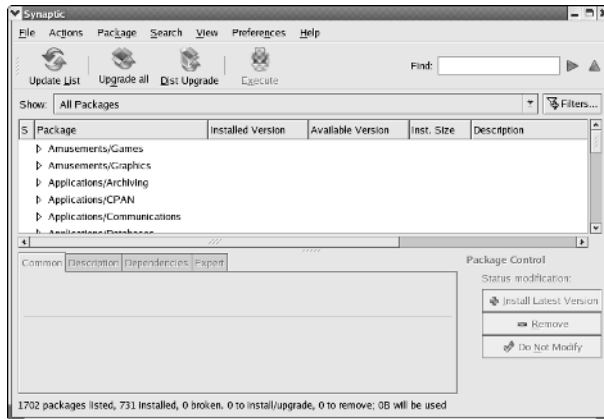 Synaptic
File Actions Package Search View Preferences Help
Update List Upgrade all Dist Upgrade Execute Find:
Show: All Packages Filters...
S Package Installed Version Available Version Inst. Size Description
Amusements/Games
Amusements/Graphics
Applications/Archiving
Applications/CPAN
Applications/Communications
Applications/Databases
Common Description Dependencies Expert Package Control
Status modification:
Install Latest Version
Remove
Do Not Modify
1702 packages listed, 731 installed, 0 broken. 0 to install/upgrade, 0 to remove; 0B will be used